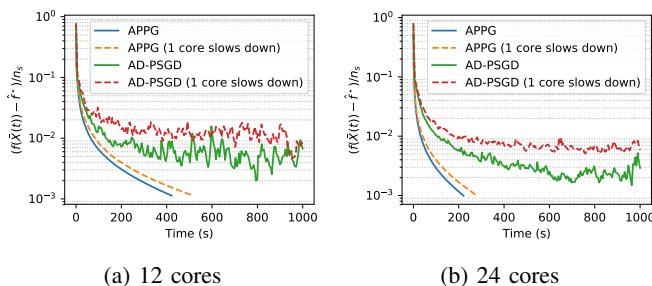 (f(X̄(t)) − f̂*)/nₛ
10⁰
10⁻¹
10⁻²
10⁻³
APPG
APPG (1 core slows down)
AD-PSGD
AD-PSGD (1 core slows down)
0 200 400 600 800 1000
Time (s)
(a) 12 cores
(f(X̄(t)) − f̂*)/nₛ
10⁰
10⁻¹
10⁻²
10⁻³
APPG
APPG (1 core slows down)
AD-PSGD
AD-PSGD (1 core slows down)
0 200 400 600 800 1000
Time (s)
(b) 24 cores